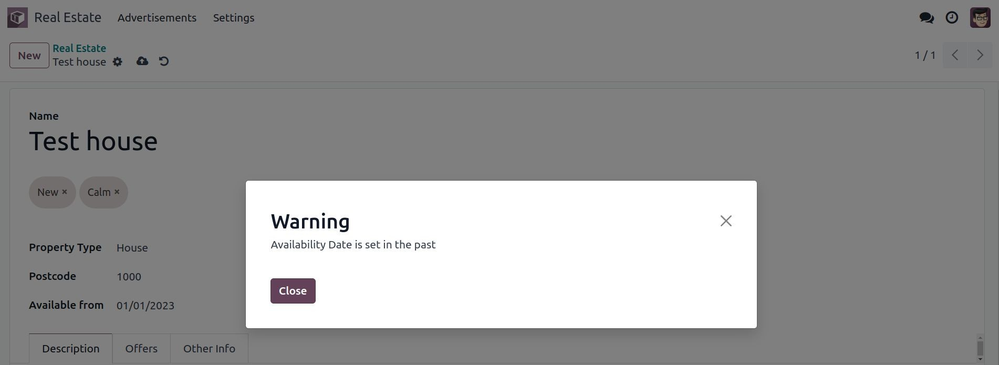 Real Estate Advertisements Settings
New
Real Estate
Test house
1 / 1
Name
Test house
New × Calm ×
Warning
Availability Date is set in the past
Close
Property Type House
Postcode 1000
Available from 01/01/2023
Description Offers Other Info